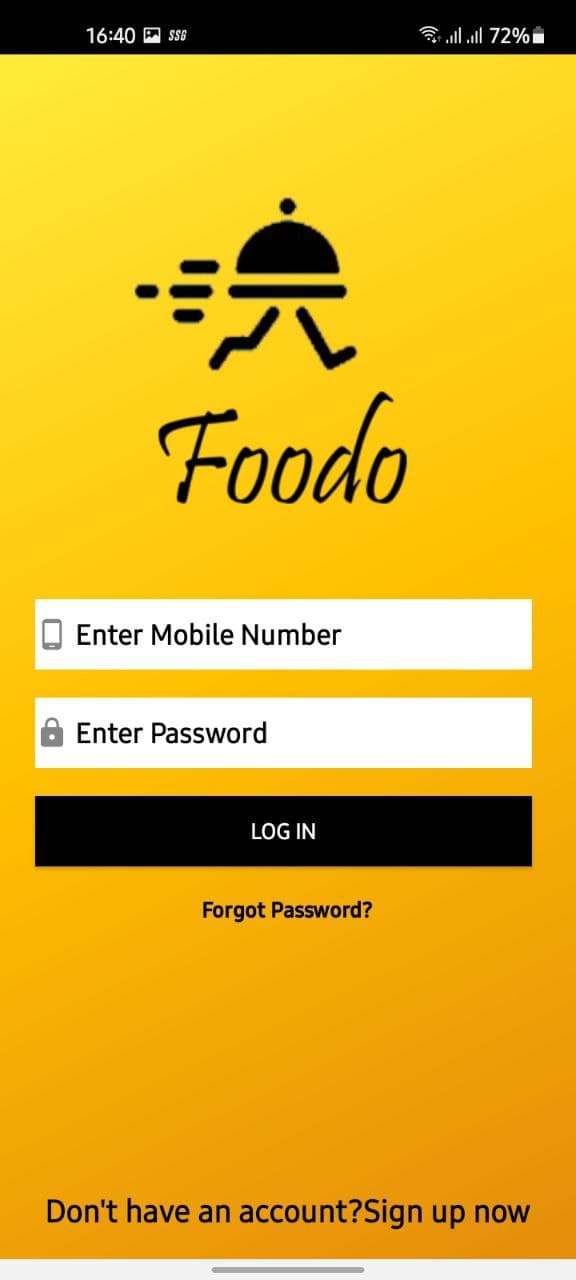 16:40 SSG 72%
Foodo
Enter Mobile Number
Enter Password
LOG IN
Forgot Password?
Don't have an account?Sign up now